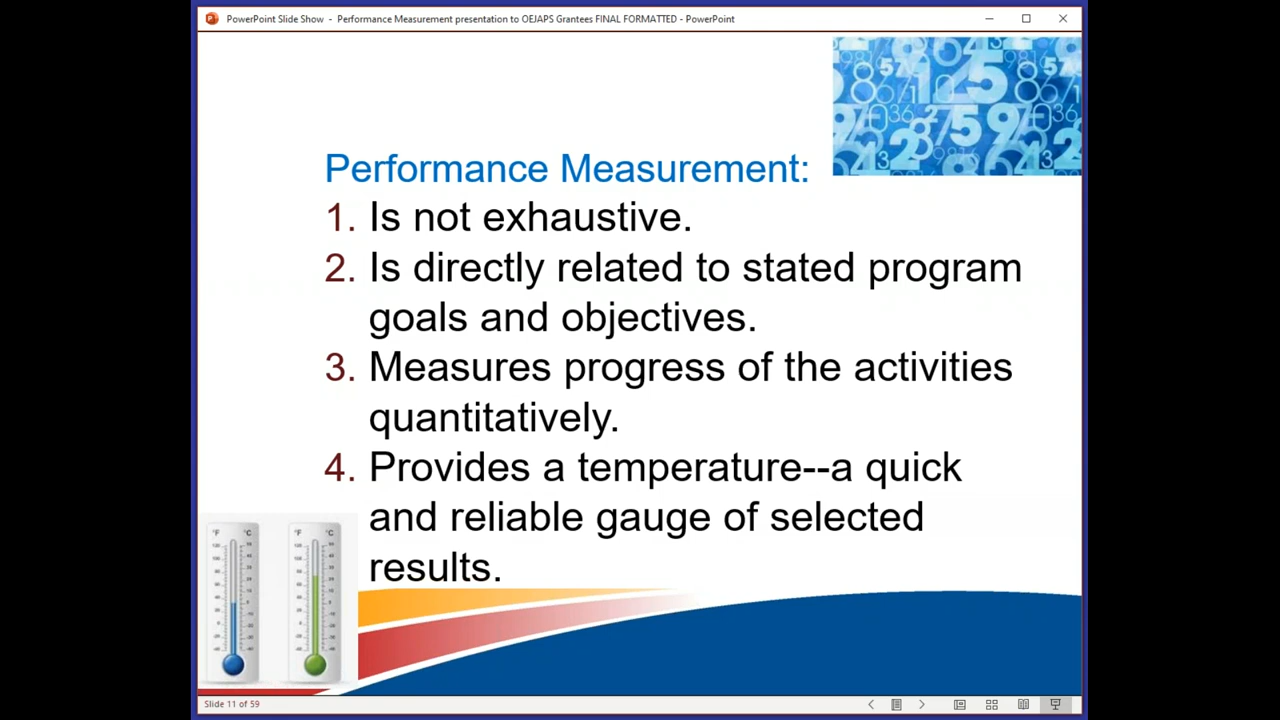 PowerPoint Slide Show - Performance Measurement presentation to OEJAPS Grantees FINAL FORMATTED - PowerPoint
Performance Measurement:
1. Is not exhaustive.
2. Is directly related to stated program
goals and objectives.
3. Measures progress of the activities
quantitatively.
4. Provides a temperature--a quick
and reliable gauge of selected
results.
°F °C °F °C
Slide 11 of 59